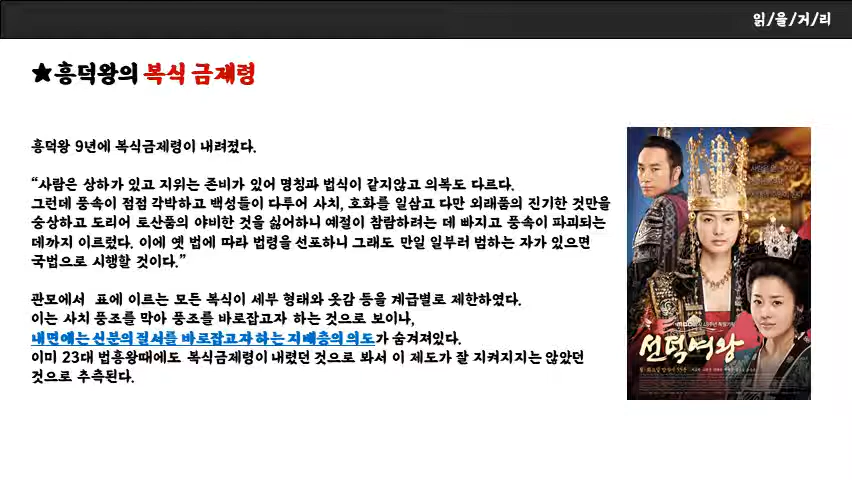 읽/을/거/리
★흥덕왕의 복식 금제령
흥덕왕 9년에 복식금제령이 내려졌다.
“사람은 상하가 있고 지위는 존비가 있어 명칭과 법식이 같지않고 의복도 다르다.
그런데 풍속이 점점 각박하고 백성들이 다투어 사치, 호화를 일삼고 다만 외래품의 진기한 것만을
숭상하고 도리어 토산품의 야비한 것을 싫어하니 예절이 참람하려는 데 빠지고 풍속이 파괴되는
데까지 이르렀다. 이에 옛 법에 따라 법령을 선포하니 그래도 만일 일부러 범하는 자가 있으면
국법으로 시행할 것이다.”
관모에서  표에 이르는 모든 복식이 세부 형태와 옷감 등을 계급별로 제한하였다.
이는 사치 풍조를 막아 풍조를 바로잡고자 하는 것으로 보이나,
내면에는 신분의 질서를 바로잡고자 하는 지배층의 의도가 숨겨져있다.
이미 23대 법흥왕때에도 복식금제령이 내렸던 것으로 봐서 이 제도가 잘 지켜지지는 않았던
것으로 추측된다.
선덕여왕